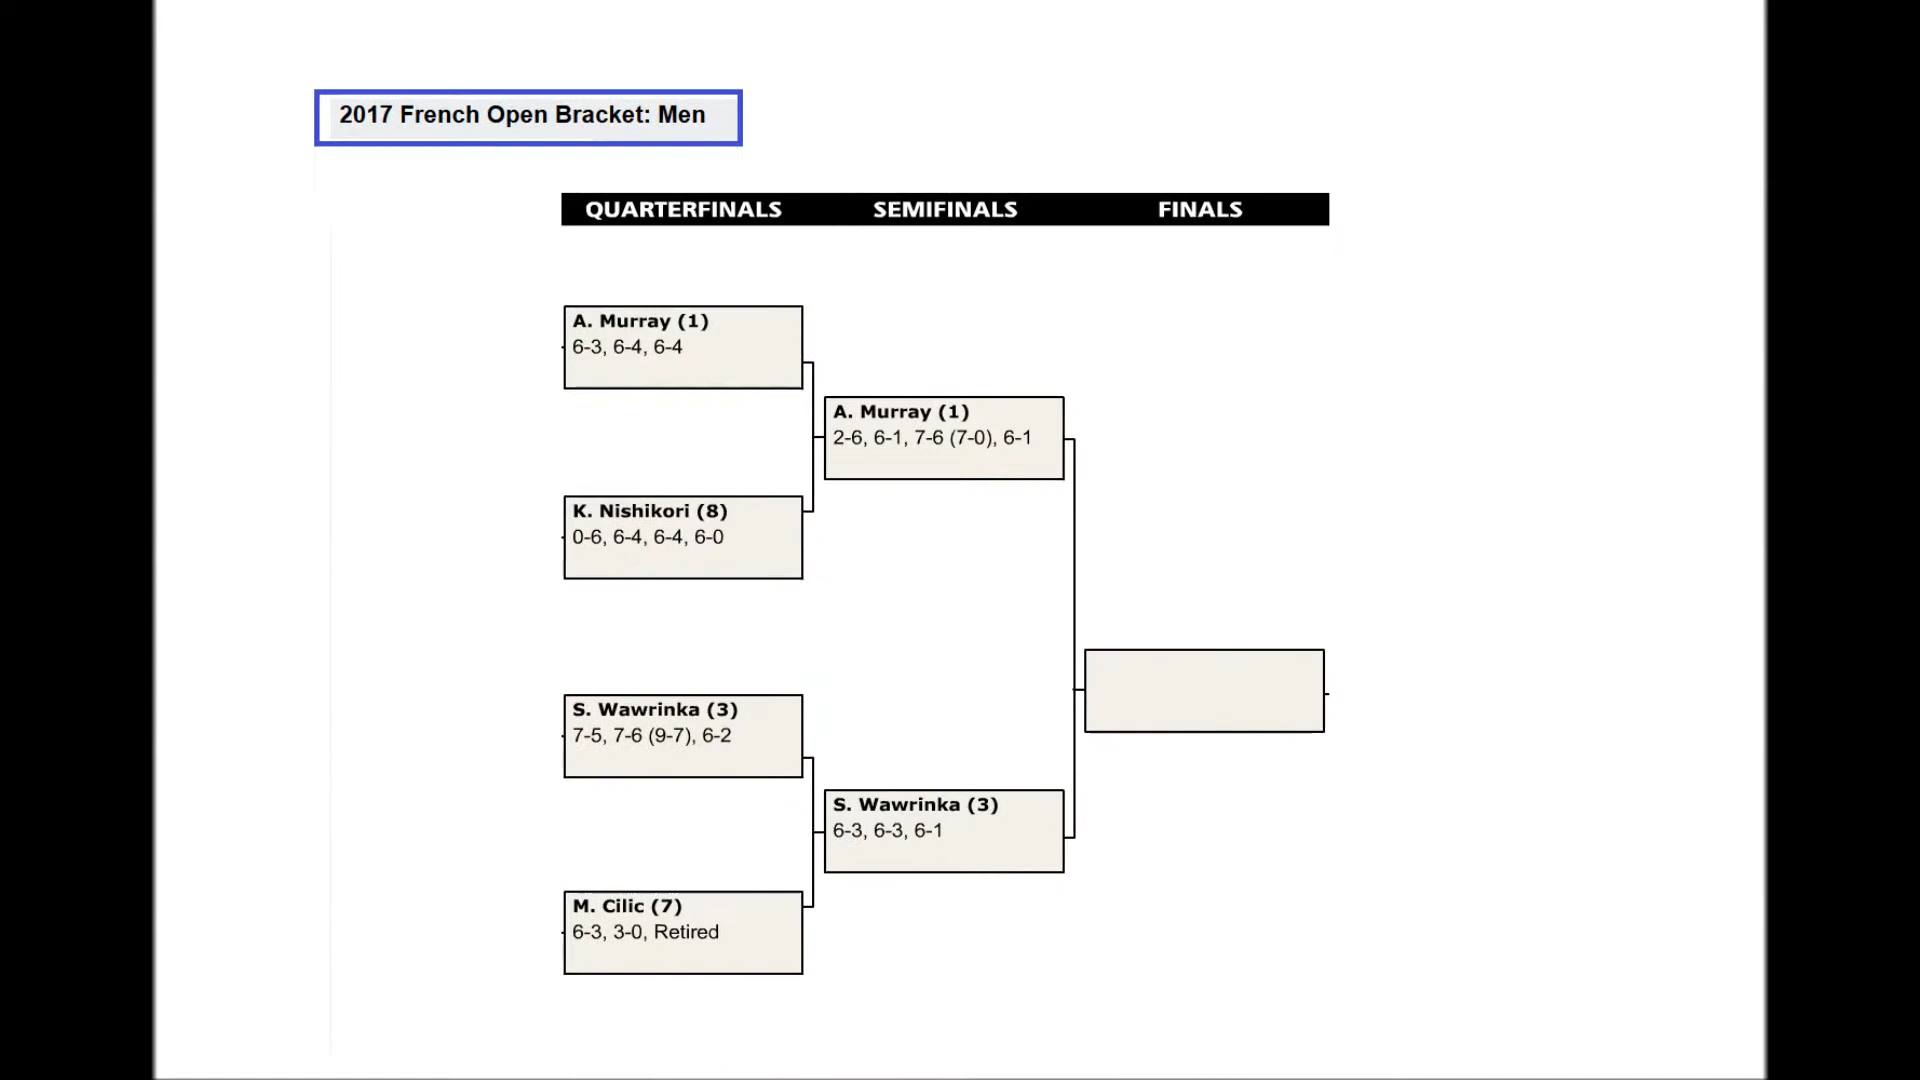 2017 French Open Bracket: Men
QUARTERFINALS SEMIFINALS FINALS
A. Murray (1)
6-3, 6-4, 6-4
A. Murray (1)
2-6, 6-1, 7-6 (7-0), 6-1
K. Nishikori (8)
0-6, 6-4, 6-4, 6-0
S. Wawrinka (3)
7-5, 7-6 (9-7), 6-2
S. Wawrinka (3)
6-3, 6-3, 6-1
M. Cilic (7)
6-3, 3-0, Retired